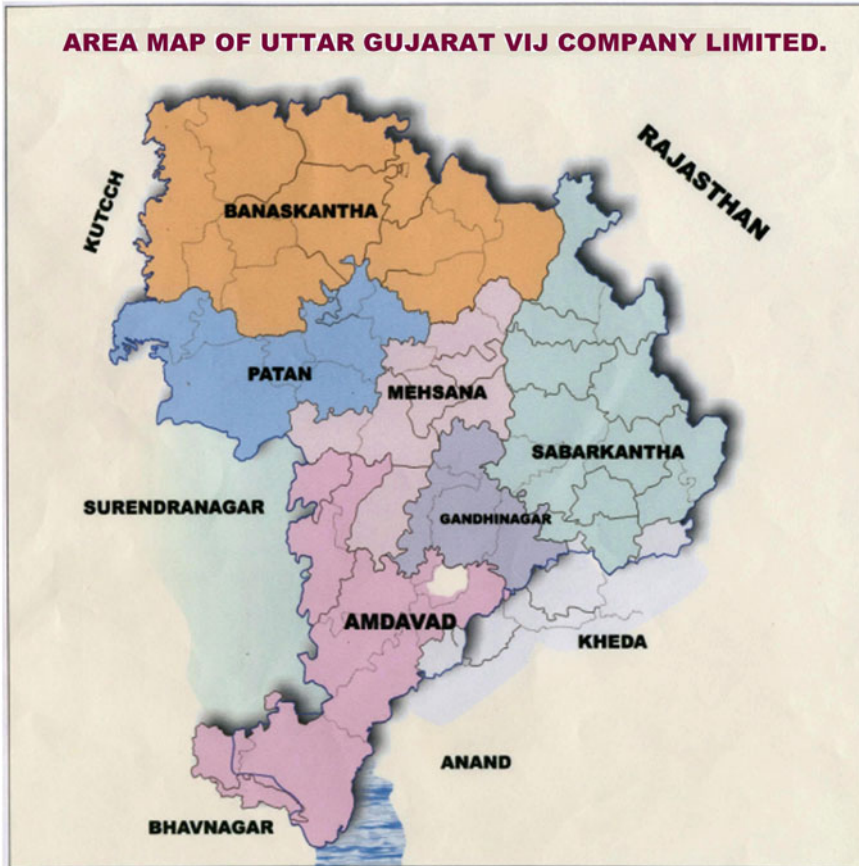 AREA MAP OF UTTAR GUJARAT VIJ COMPANY LIMITED.
RAJASTHAN
KUTCCH
BANASKANTHA
PATAN
MEHSANA
SABARKANTHA
SURENDRANAGAR
GANDHINAGAR
AMDAVAD
KHEDA
ANAND
BHAVNAGAR